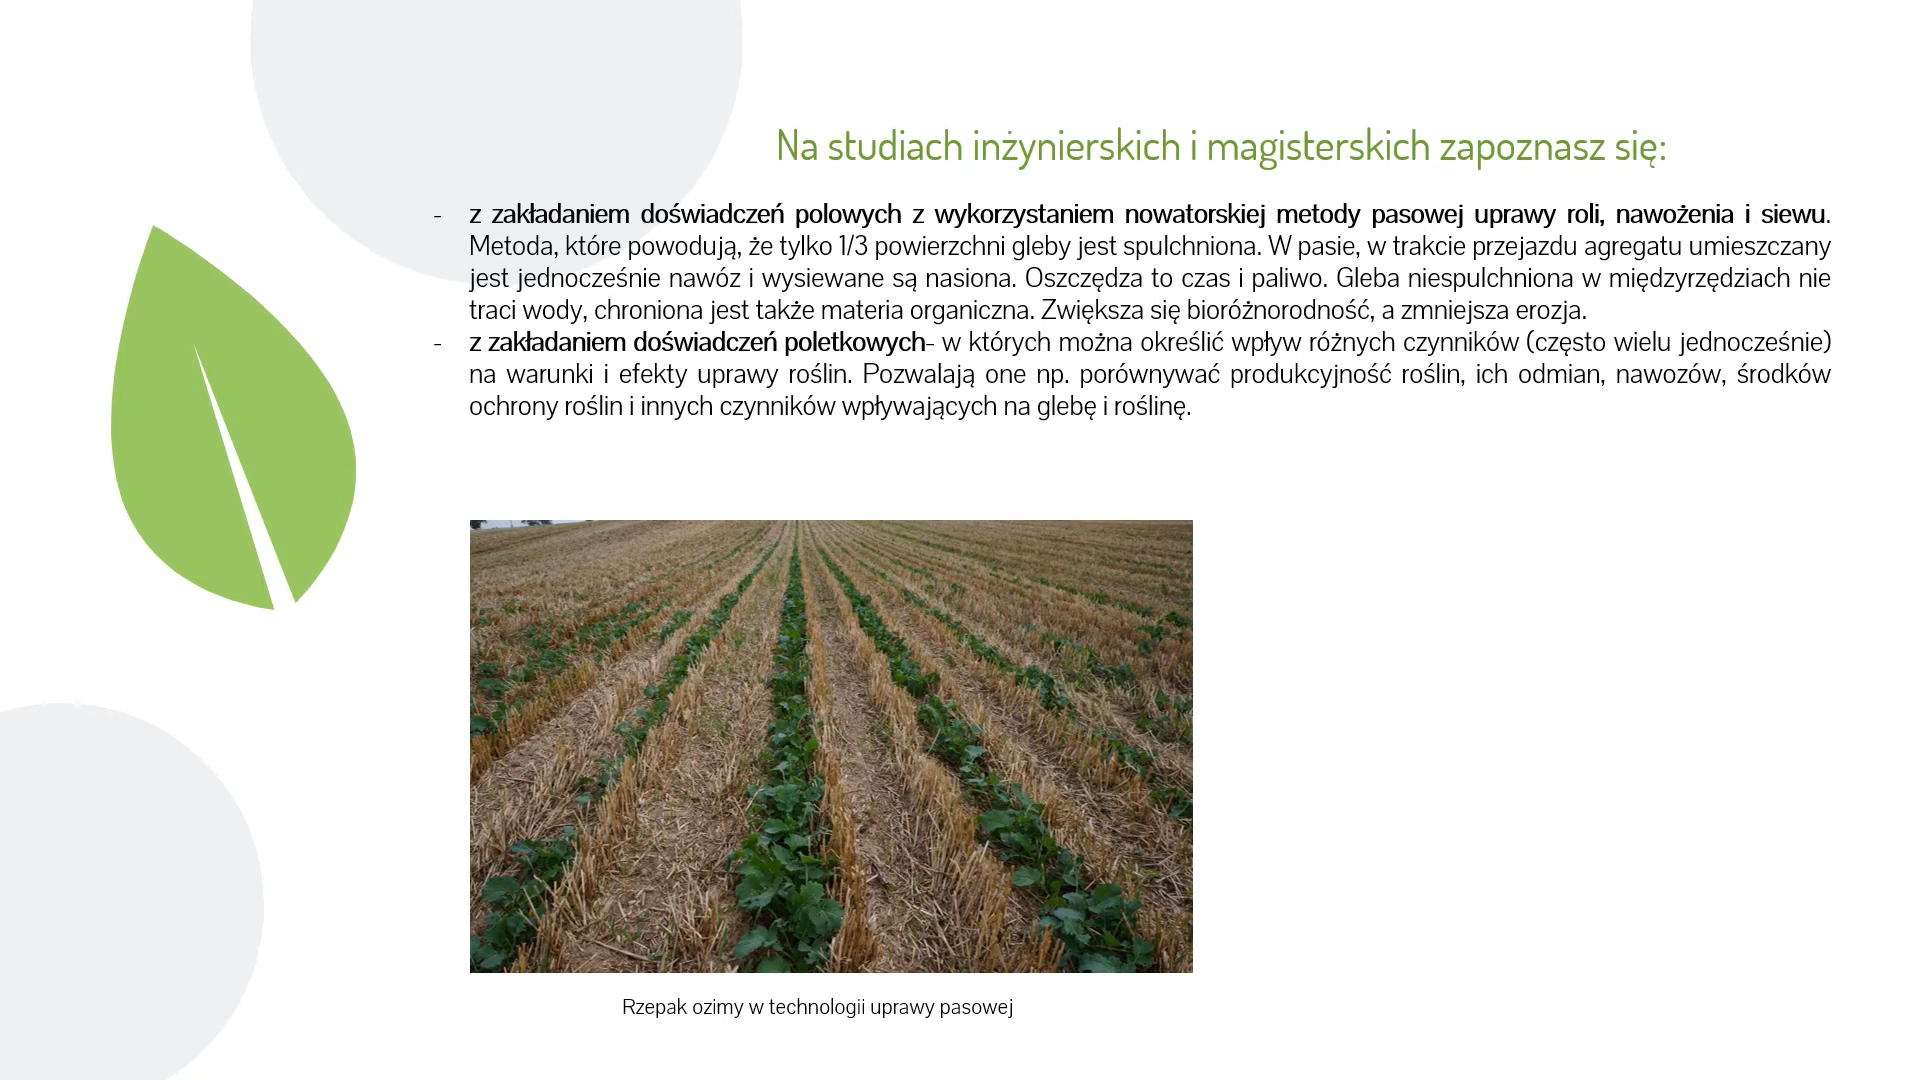 Na studiach inżynierskich i magisterskich zapoznasz się:
- z zakładaniem doświadczeń polowych z wykorzystaniem nowatorskiej metody pasowej uprawy roli, nawożenia i siewu.
Metoda, które powodują, że tylko 1/3 powierzchni gleby jest spulchniona. W pasie, w trakcie przejazdu agregatu umieszczany
jest jednocześnie nawóz i wysiewane są nasiona. Oszczędza to czas i paliwo. Gleba niespulchniona w międzyrzędziach nie
traci wody, chroniona jest także materia organiczna. Zwiększa się bioróżnorodność, a zmniejsza erozja.
- z zakładaniem doświadczeń poletkowych- w których można określić wpływ różnych czynników (często wielu jednocześnie)
na warunki i efekty uprawy roślin. Pozwalają one np. porównywać produkcyjność roślin, ich odmian, nawozów, środków
ochrony roślin i innych czynników wpływających na glebę i roślinę.
Rzepak ozimy w technologii uprawy pasowej